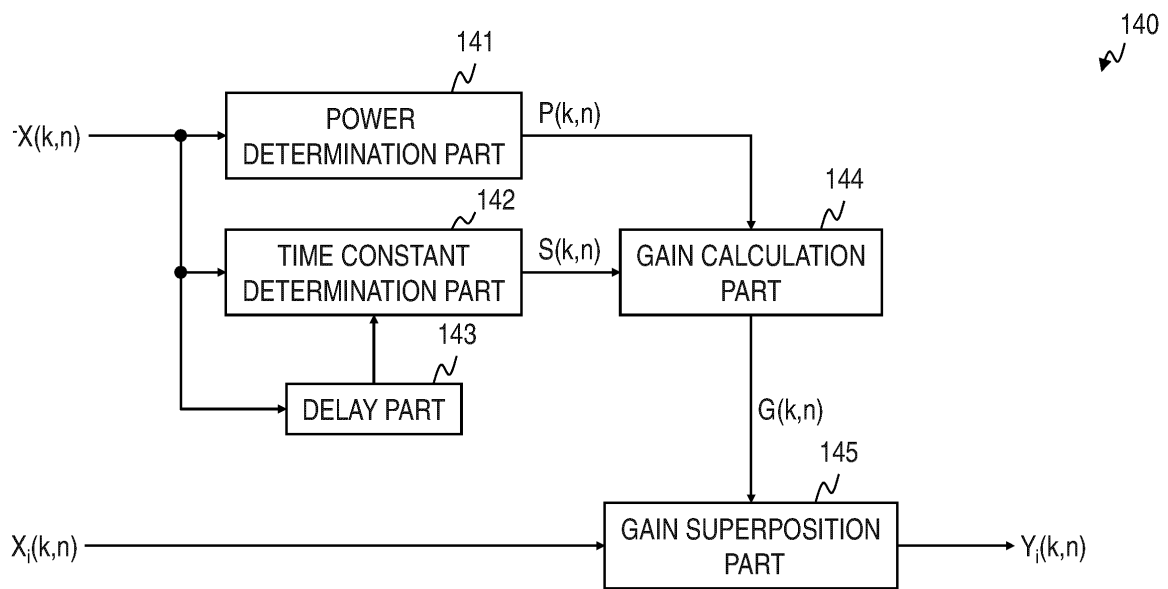 140
141
-X(k,n)
POWER
DETERMINATION PART
P(k,n)
142
TIME CONSTANT
DETERMINATION PART
S(k,n)
144
GAIN CALCULATION
PART
143
DELAY PART
G(k,n)
145
Xi(k,n)
GAIN SUPERPOSITION
PART
Yi(k,n)